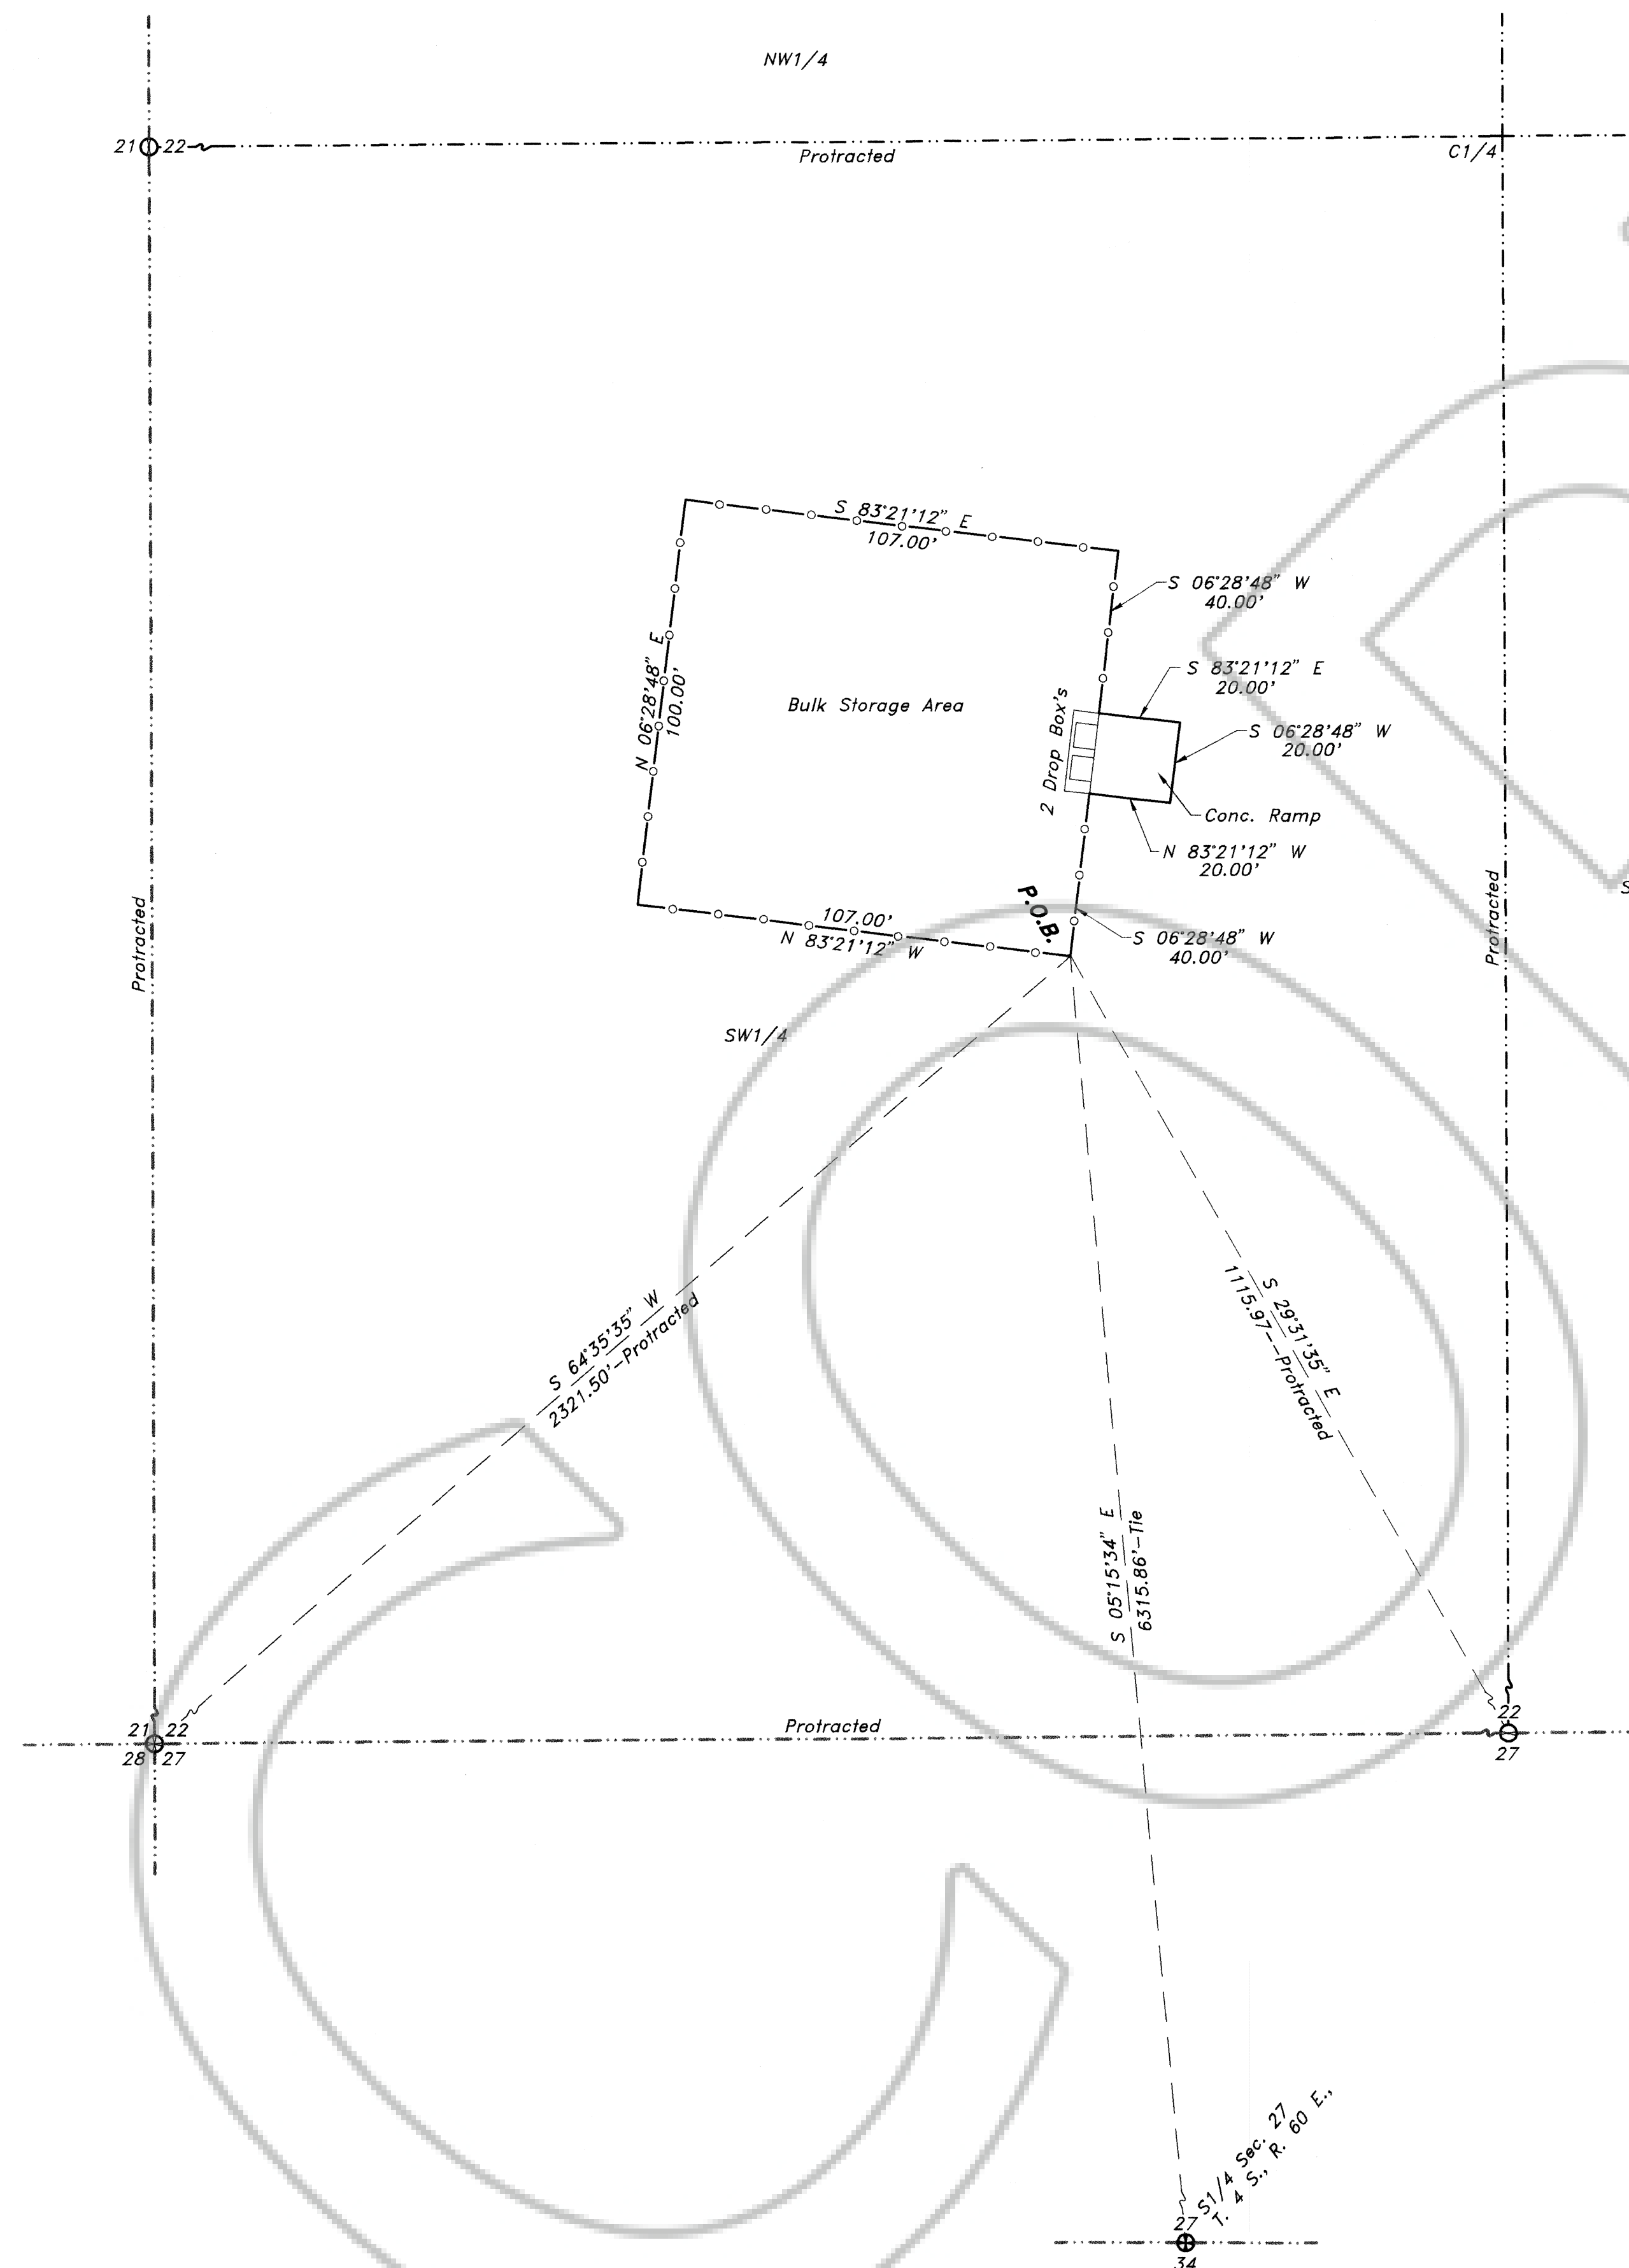 NW1/4
21 22
Protracted
C1/4
S 83°21'12" E
107.00'
S 06°28'48" W
40.00'
N 06°28'48" E
100.00'
Bulk Storage Area
2 Drop Box's
S 83°21'12" E
20.00'
S 06°28'48" W
20.00'
Conc. Ramp
N 83°21'12" W
20.00'
P.O.B.
S 06°28'48" W
40.00'
107.00'
N 83°21'12" W
Protracted
Protracted
S
SW1/4
S 64°35'35" W
2321.50'-Protracted
S 29°31'35" E
1115.97--Protracted
S 05°15'34" E
6315.86'-Tie
21 22
28 27
Protracted
22
27
S1/4 Sec. 27
T. 4 S., R. 60 E.,
27
34